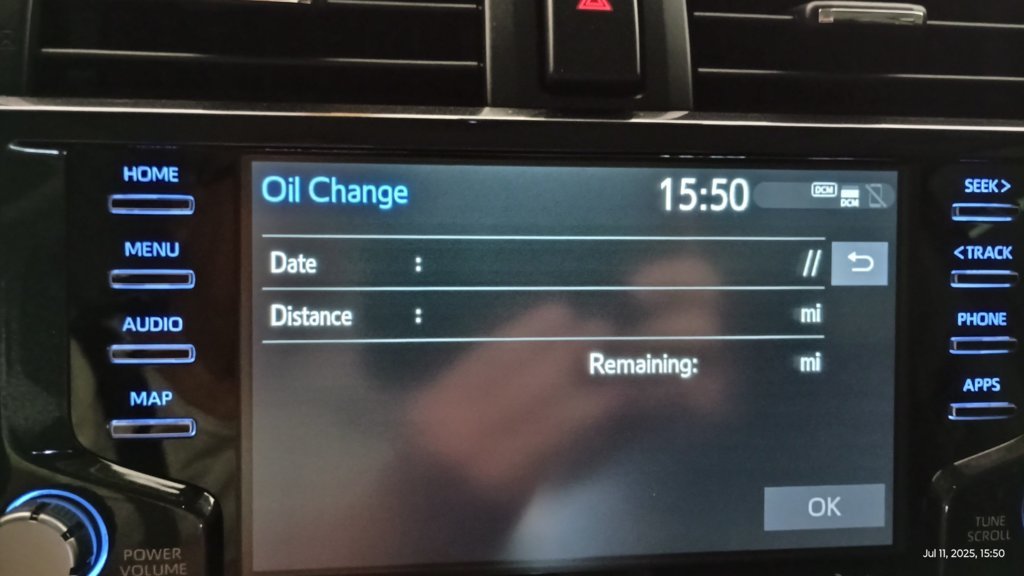 HOME
MENU
AUDIO
MAP
POWER
VOLUME
Oil Change
15:50
DCM
DCM
Date :
//
Distance :
mi
Remaining: mi
OK
SEEK>
<TRACK
PHONE
APPS
TUNE
SCROLL
Jul 11, 2025, 15:50